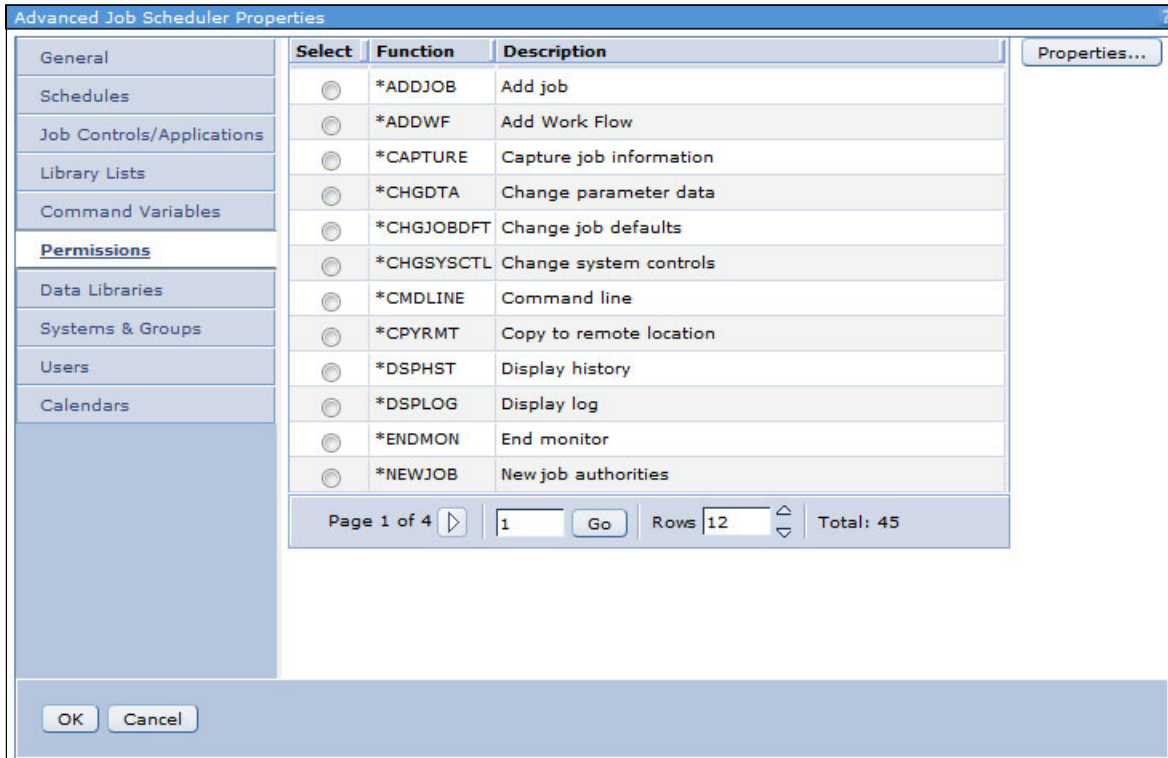 Advanced Job Scheduler Properties ?
General
Schedules
Job Controls/Applications
Library Lists
Command Variables
Permissions
Data Libraries
Systems & Groups
Users
Calendars
Select Function Description
*ADDJOB Add job
*ADDWF Add Work Flow
*CAPTURE Capture job information
*CHGDTA Change parameter data
*CHGJOBDFT Change job defaults
*CHGSYSCTL Change system controls
*CMDLINE Command line
*CPYRMT Copy to remote location
*DSPHST Display history
*DSPLOG Display log
*ENDMON End monitor
*NEWJOB New job authorities
Page 1 of 4 1 Go Rows 12 Total: 45
Properties...
OK Cancel